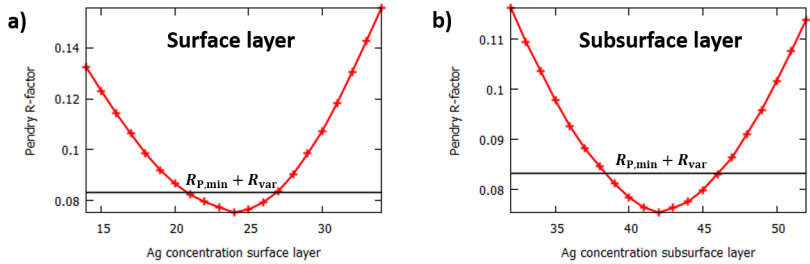 a)
Surface layer
Pendry R-factor
0.14
0.12
0.1
0.08
R_P,min + R_var
15
20
25
30
Ag concentration surface layer
b)
Subsurface layer
Pendry R-factor
0.11
0.1
0.09
0.08
R_P,min + R_var
35
40
45
50
Ag concentration subsurface layer